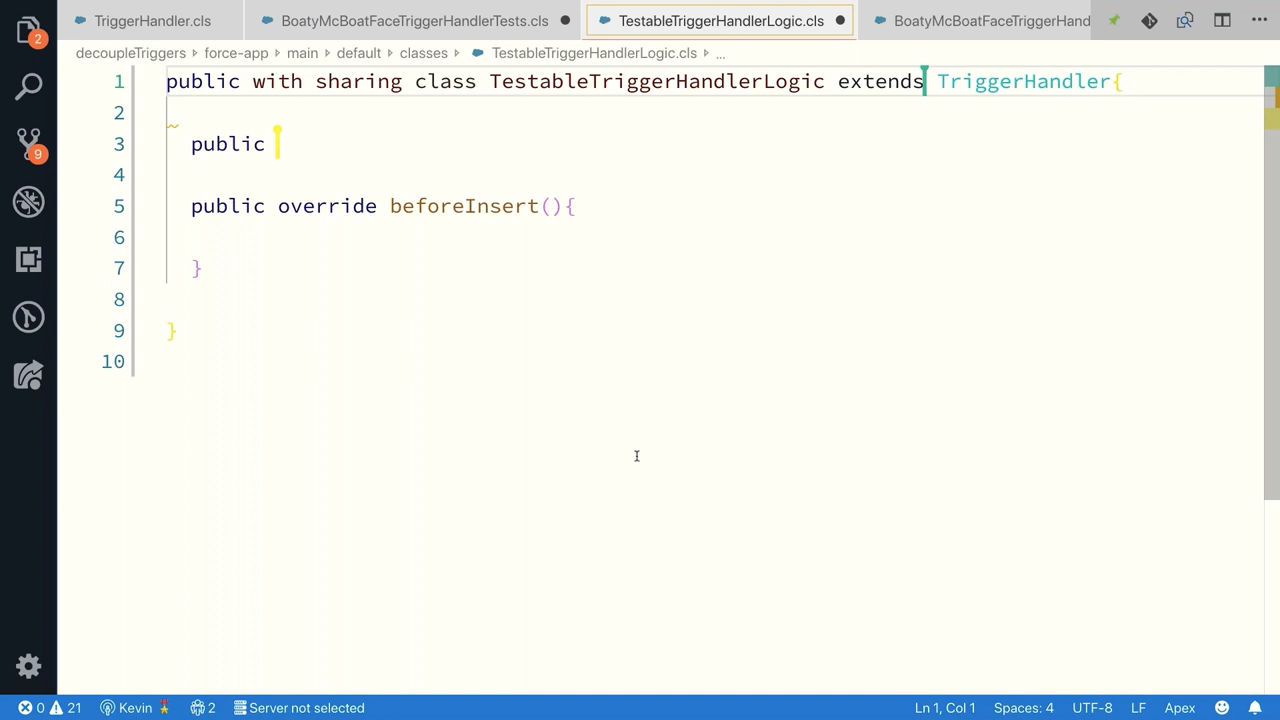 TriggerHandler.cls
BoatyMcBoatFaceTriggerHandlerTests.cls
TestableTriggerHandlerLogic.cls
BoatyMcBoatFaceTriggerHand
decoupleTriggers force-app main default classes TestableTriggerHandlerLogic.cls ...
1 public with sharing class TestableTriggerHandlerLogic extends TriggerHandler{
2
3 public
4
5 public override beforeInsert(){
6
7 }
8
9 }
10
2
9
0 21 Kevin 2 Server not selected Ln 1, Col 1 Spaces: 4 UTF-8 LF Apex